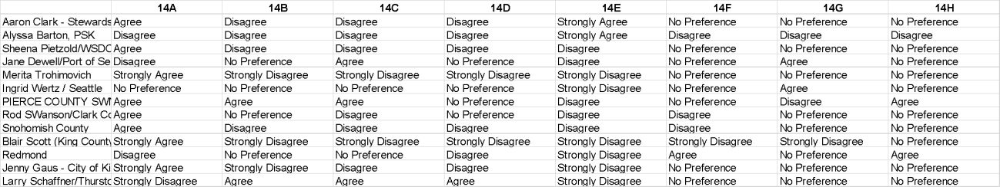 14A 14B 14C 14D 14E 14F 14G 14H
Aaron Clark - Stewards Agree Disagree Disagree Disagree Strongly Agree No Preference No Preference No Preference
Alyssa Barton, PSK Disagree Disagree Disagree Disagree Strongly Agree Disagree Disagree Disagree
Sheena Pietzold/WSDO Agree Disagree Disagree Disagree Disagree No Preference No Preference No Preference
Jane Dewell/Port of Se Disagree No Preference Agree No Preference Disagree No Preference Agree No Preference
Merita Trohimovich Strongly Agree Strongly Disagree Strongly Disagree Strongly Disagree Strongly Disagree No Preference No Preference No Preference
Ingrid Wertz / Seattle No Preference No Preference No Preference No Preference Strongly Disagree No Preference Agree No Preference
PIERCE COUNTY SWM Agree Agree Agree No Preference Disagree No Preference Disagree Agree
Rod SWanson/Clark Co Agree No Preference Disagree No Preference Disagree Disagree No Preference No Preference
Snohomish County Agree Disagree Disagree Disagree Disagree Disagree No Preference No Preference
Blair Scott (King County Strongly Agree Strongly Disagree Strongly Disagree Strongly Disagree Strongly Disagree Strongly Disagree Strongly Disagree No Preference
Redmond Disagree No Preference No Preference Disagree Strongly Disagree Agree No Preference Agree
Jenny Gaus - City of Ki Strongly Agree Strongly Disagree Disagree Disagree Strongly Disagree No Preference No Preference No Preference
Larry Schaffner/Thursto Strongly Disagree Agree Agree Agree Strongly Disagree No Preference No Preference No Preference